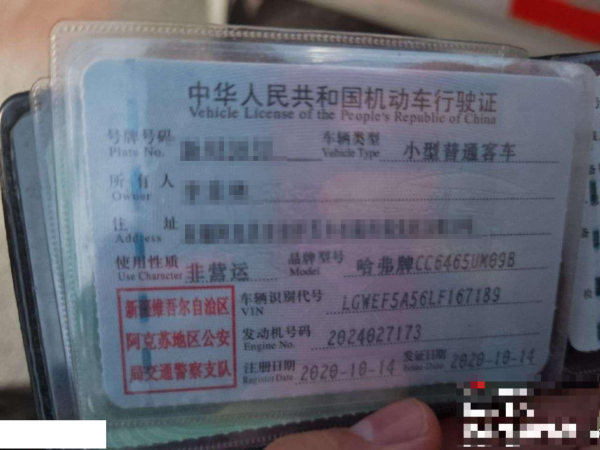 中华人民共和国机动车行驶证
Vehicle License of the People's Republic of China
号牌号码 车辆类型 小型普通客车
Plate No. Vehicle Type
所有人
Owner
住址
Address
使用性质 非营运 品牌型号 哈弗牌CC6465UM09B
Use Character Model
新疆维吾尔自治区 车辆识别代号 LGWEF5A56LF167189
VIN
阿克苏地区公安 发动机号码 2024027173
Engine No.
局交通警察支队 注册日期 2020-10-14 发证日期 2020-10-14
Register Date Issue Date